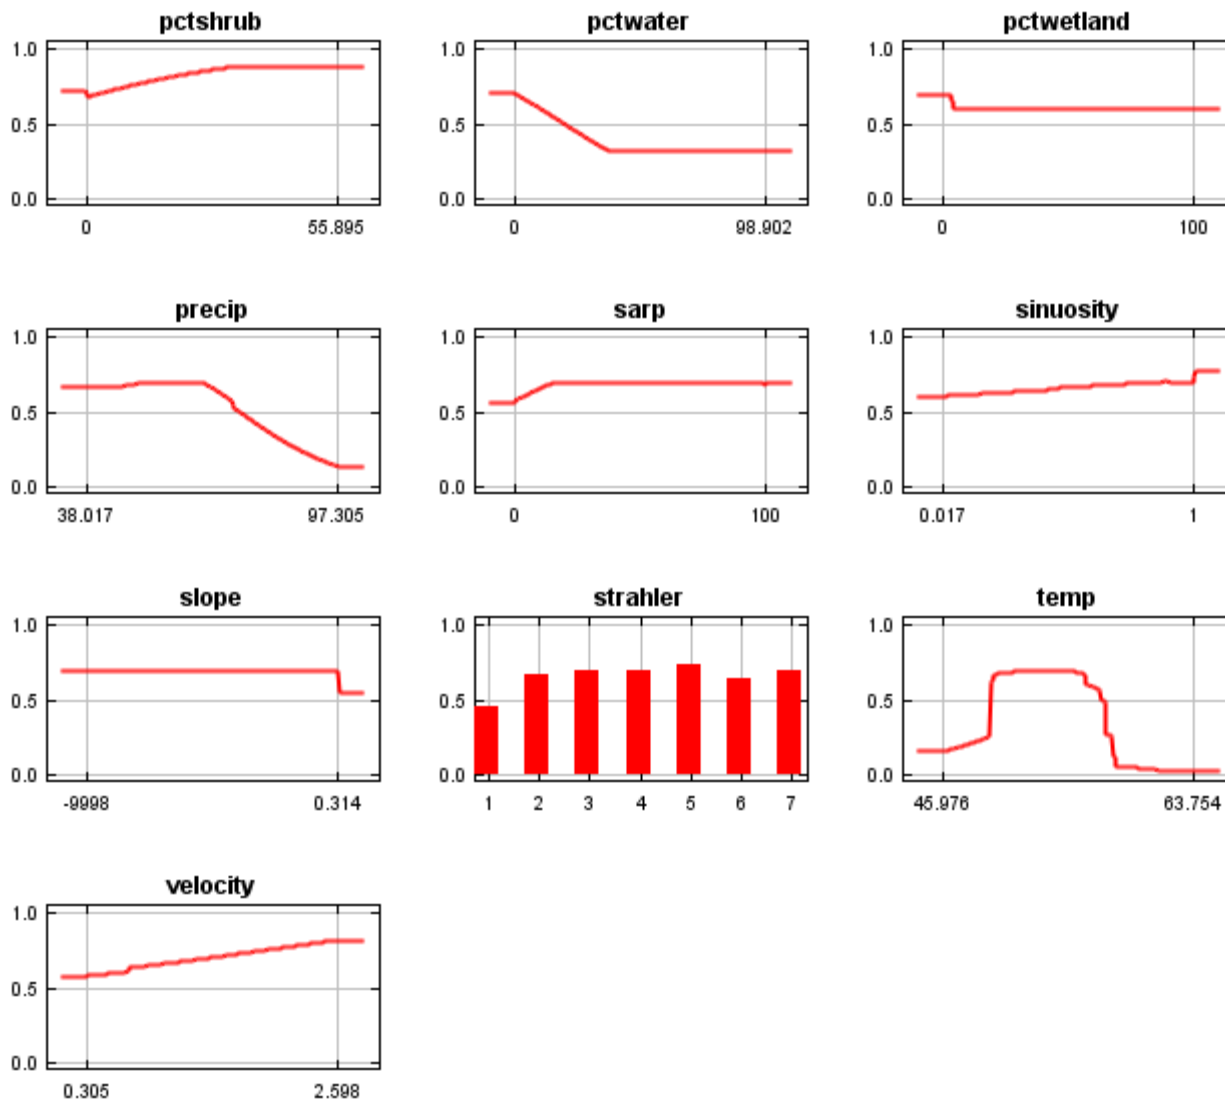 pctshrub pctwater pctwetland
1.0 1.0 1.0
0.5 0.5 0.5
0.0 0.0 0.0
0 55.895 0 98.902 0 100
precip sarp sinuosity
1.0 1.0 1.0
0.5 0.5 0.5
0.0 0.0 0.0
38.017 97.305 0 100 0.017 1
slope strahler temp
1.0 1.0 1.0
0.5 0.5 0.5
0.0 0.0 0.0
-9998 0.314 1 2 3 4 5 6 7 45.976 63.754
velocity
1.0
0.5
0.0
0.305 2.598